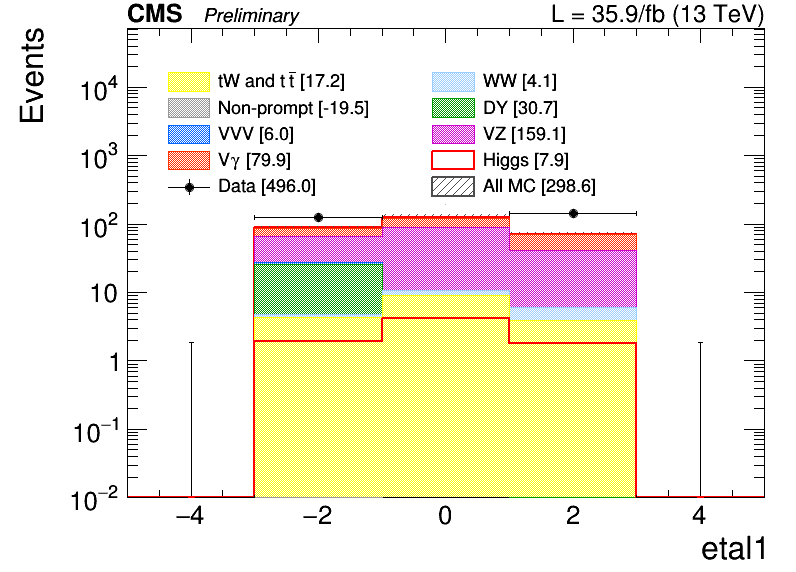 CMS Preliminary L = 35.9/fb (13 TeV)
Events
tW and t t̅ [17.2] WW [4.1]
Non-prompt [-19.5] DY [30.7]
VVV [6.0] VZ [159.1]
Vγ [79.9] Higgs [7.9]
Data [496.0] All MC [298.6]
10⁴
10³
10²
10
1
10⁻¹
10⁻²
−4 −2 0 2 4
etal1